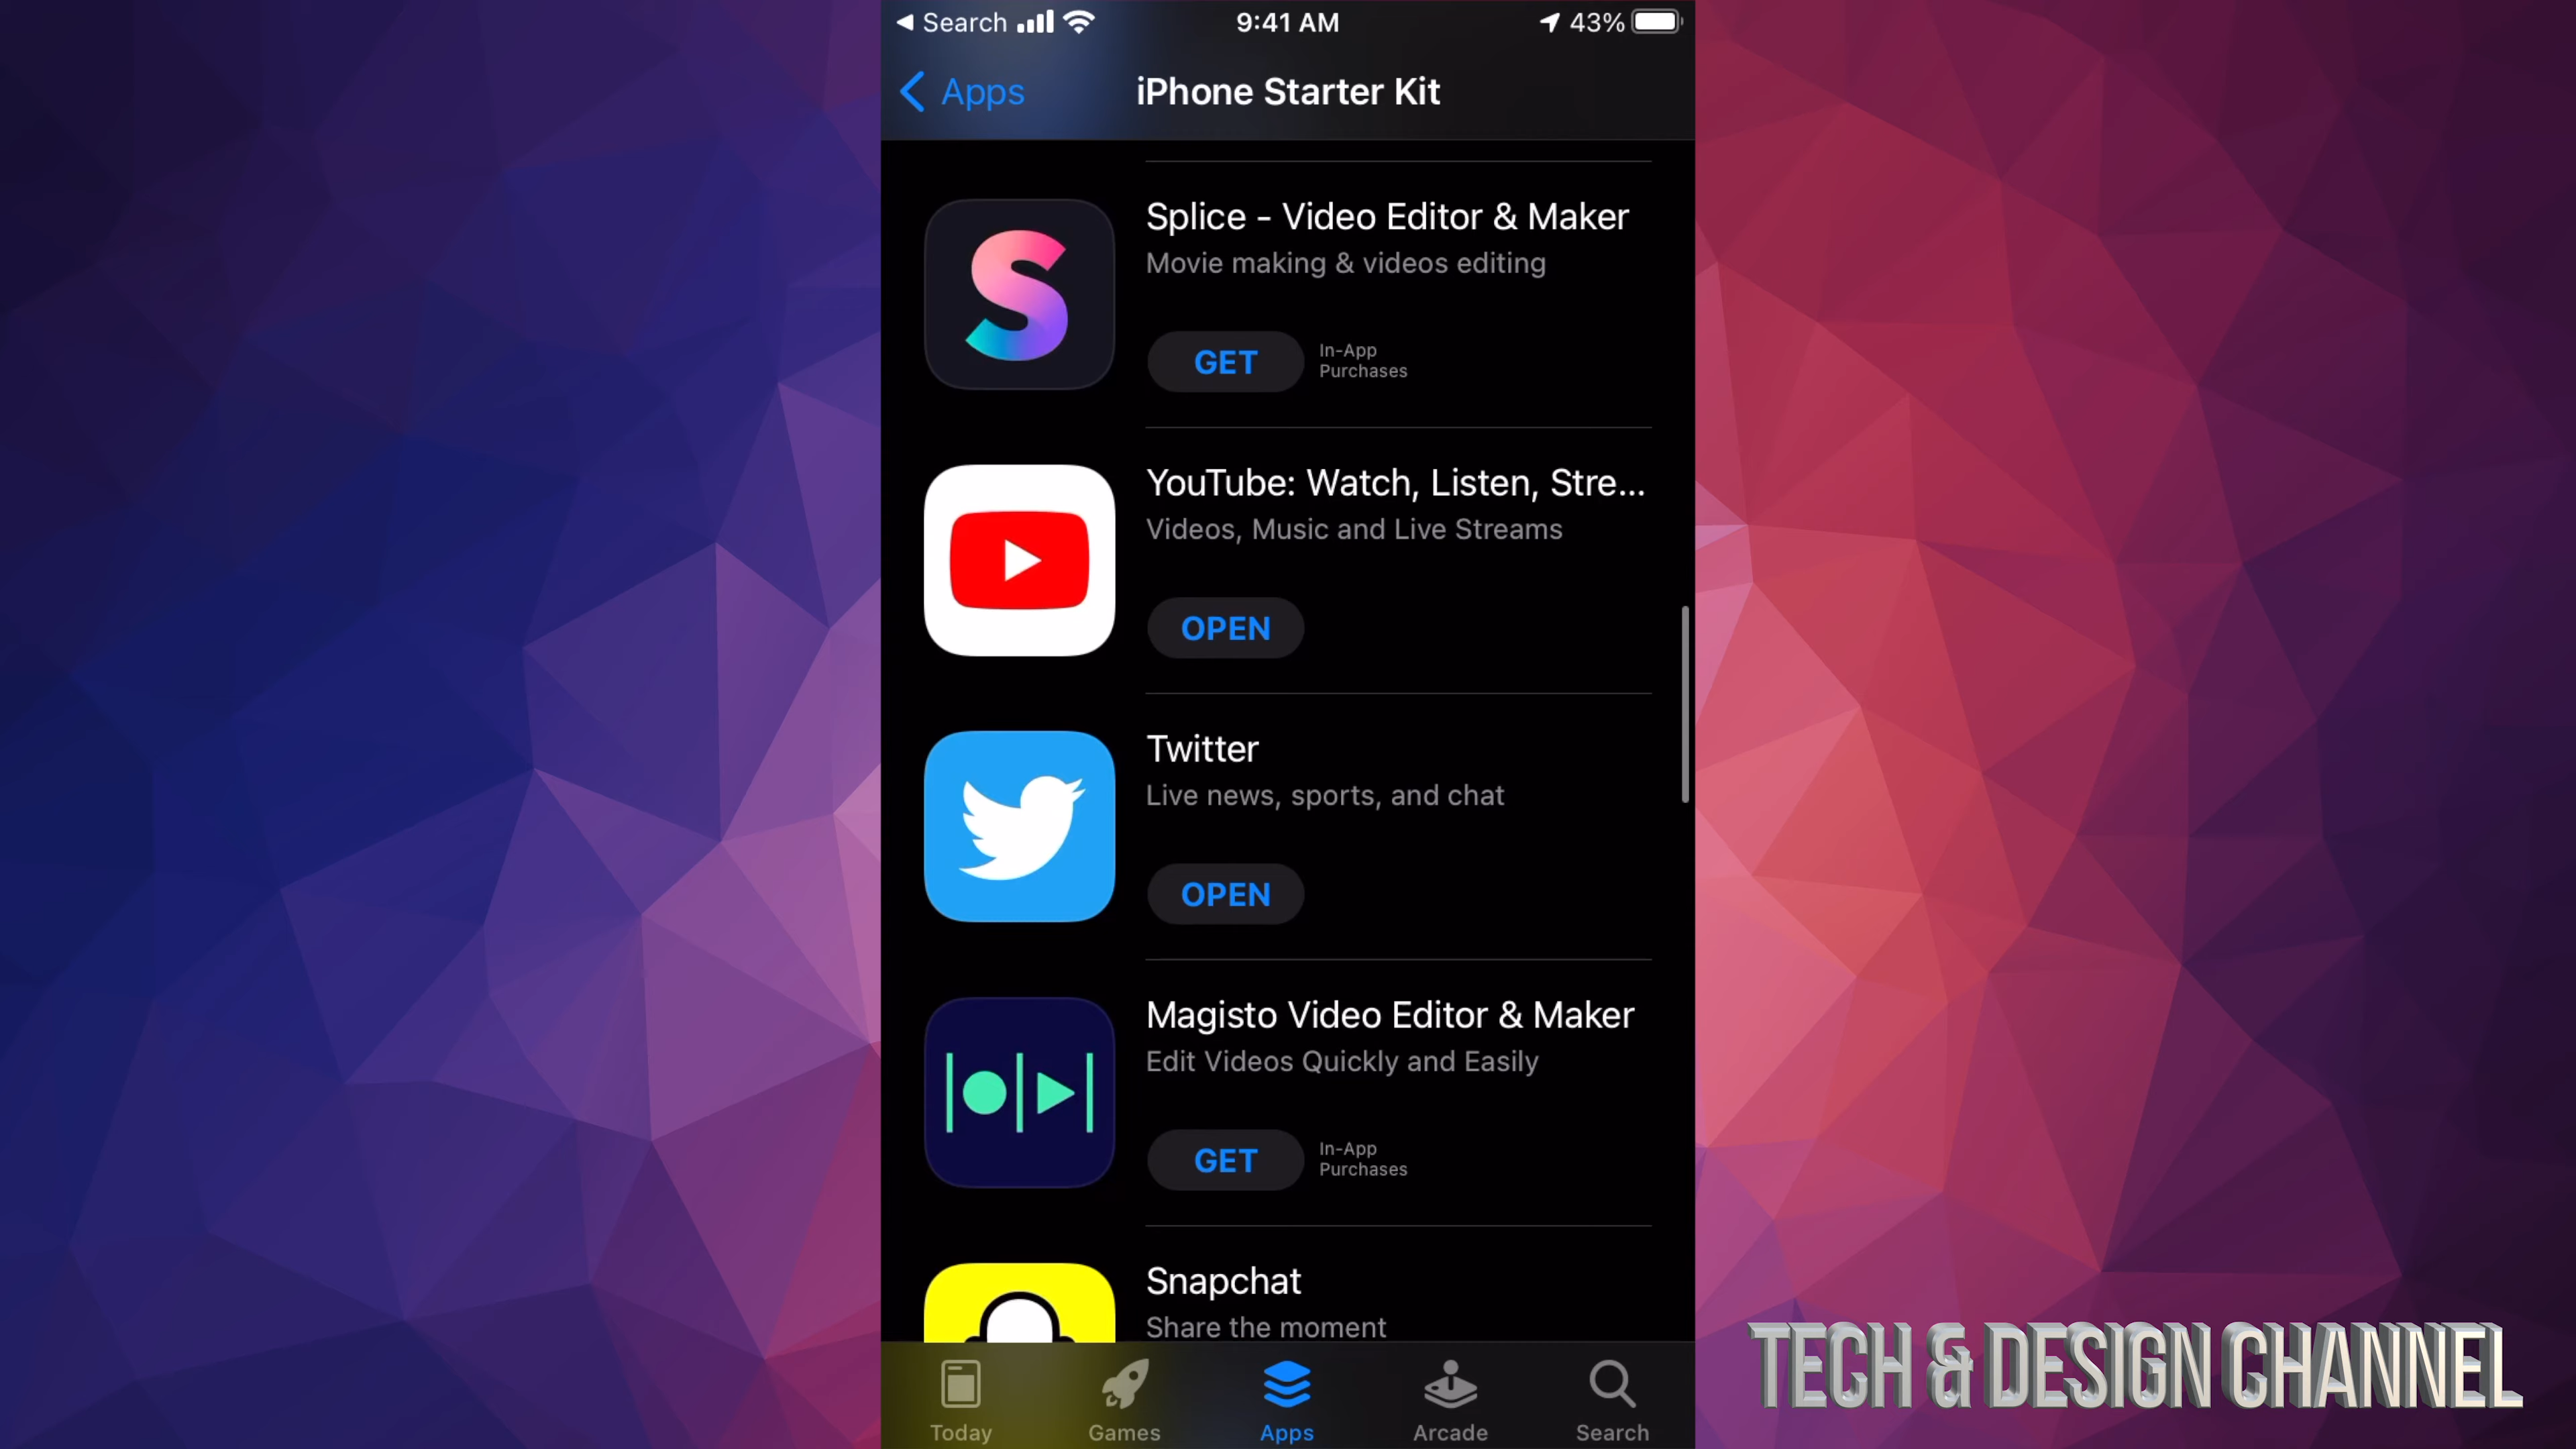 Search
9:41 AM
43%
Apps
iPhone Starter Kit
Splice - Video Editor & Maker
Movie making & videos editing
GET
In-App
Purchases
YouTube: Watch, Listen, Stre...
Videos, Music and Live Streams
OPEN
Twitter
Live news, sports, and chat
OPEN
Magisto Video Editor & Maker
Edit Videos Quickly and Easily
GET
In-App
Purchases
Snapchat
Share the moment
Today
Games
Apps
Arcade
Search
TECH & DESIGN CHANNEL